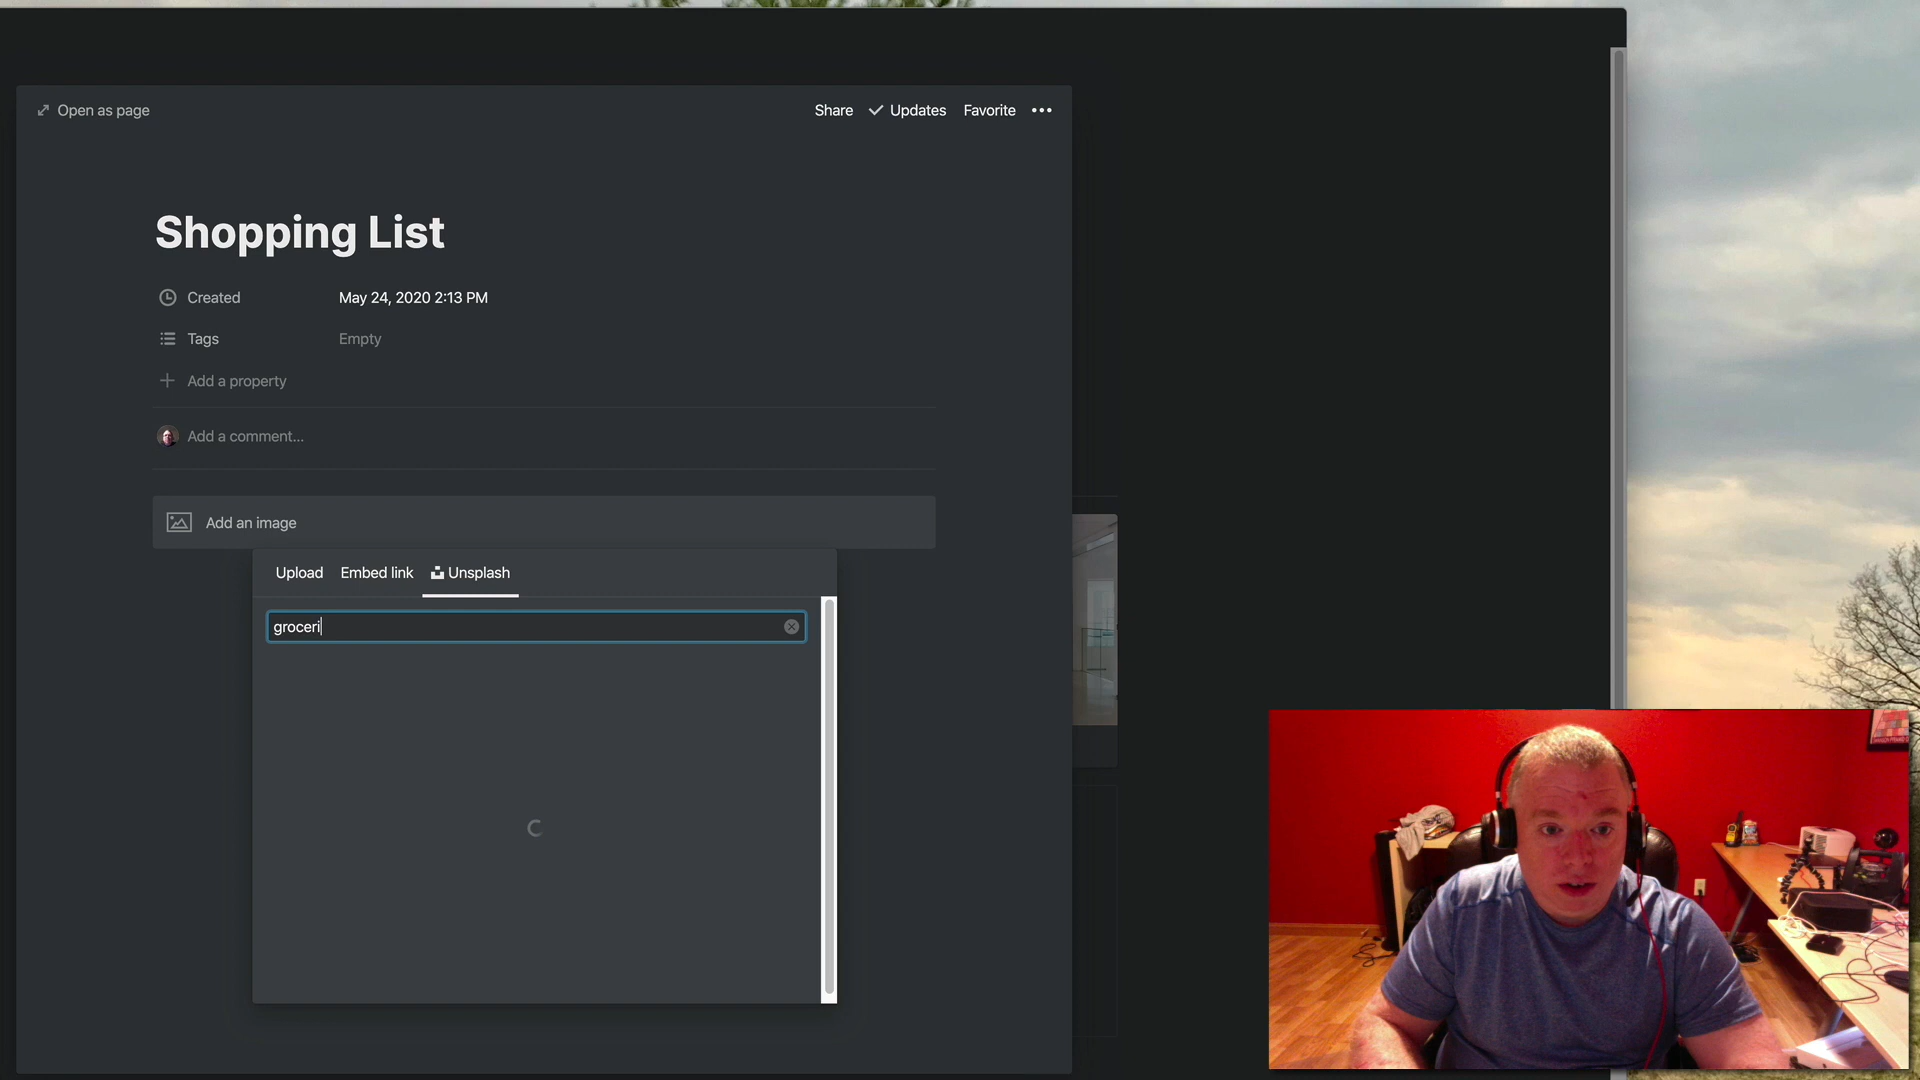 Open as page
Share Updates Favorite
Shopping List
Created May 24, 2020 2:13 PM
Tags Empty
Add a property
Add a comment...
Add an image
Upload Embed link Unsplash
groceri